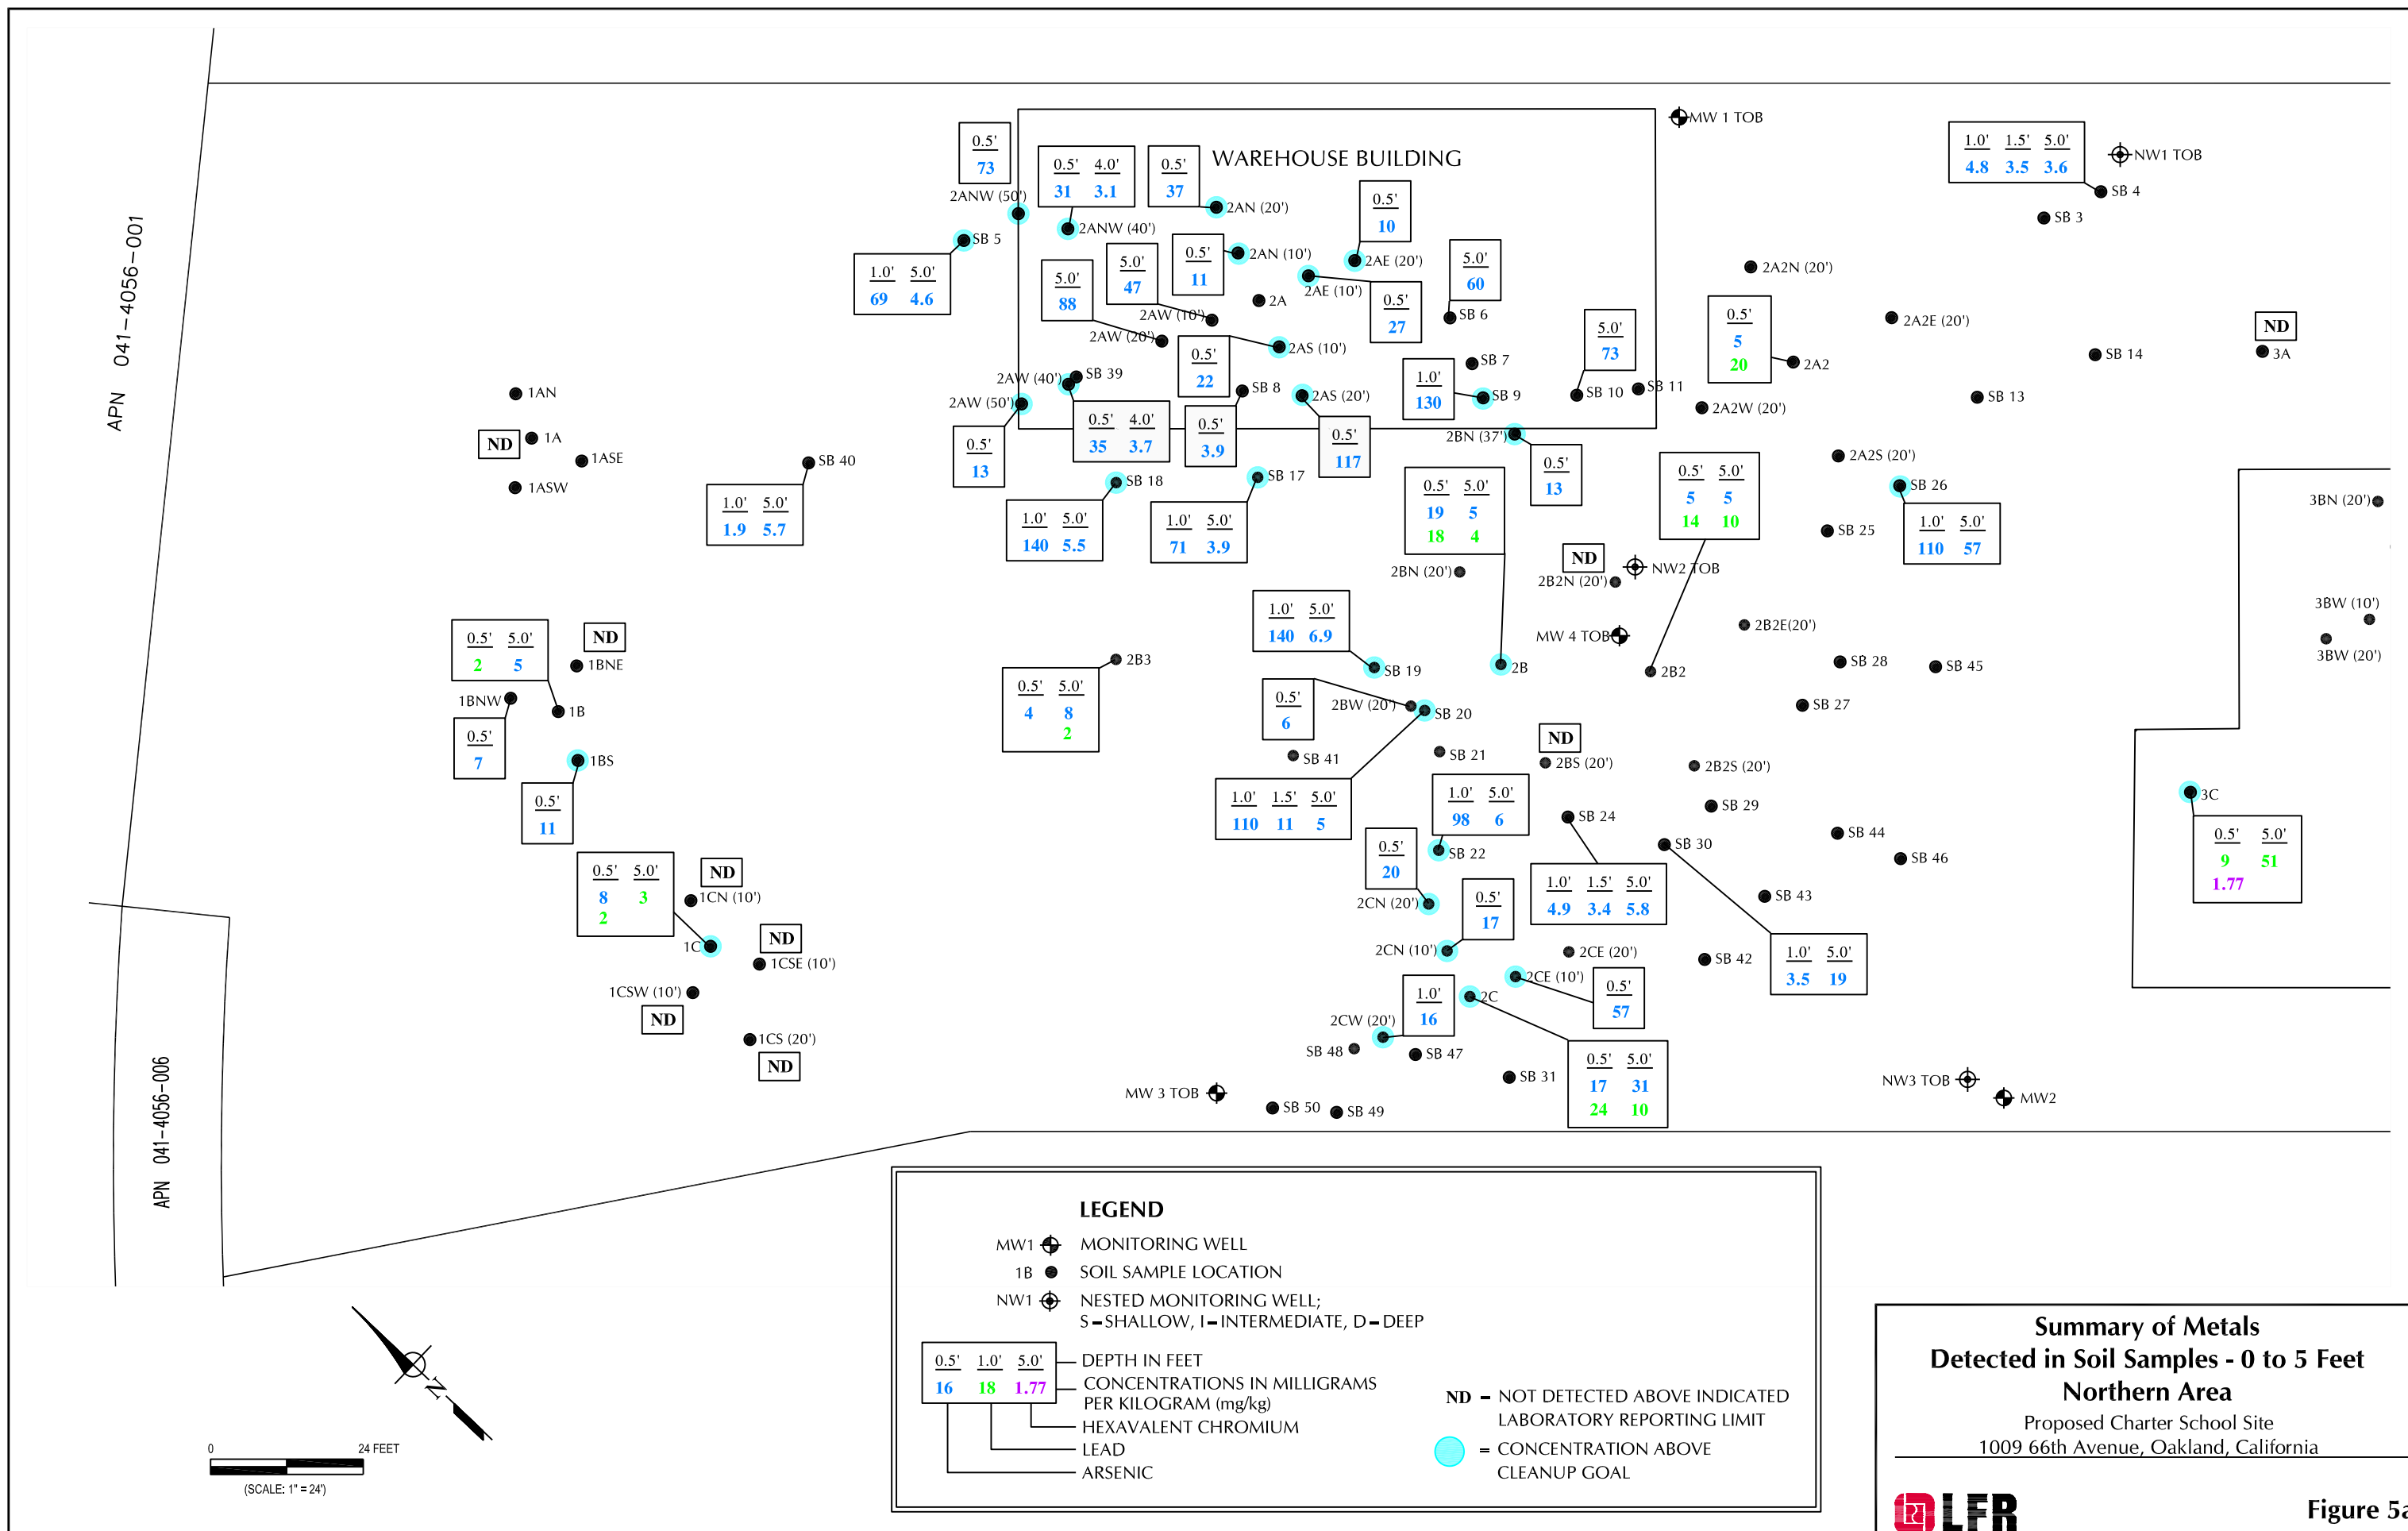 APN 041-4056-001
APN 041-4056-006
WAREHOUSE BUILDING
MW 1 TOB
1.0' 1.5' 5.0'
4.8 3.5 3.6
NW1 TOB
SB 4
SB 3
0.5'
73
2ANW (50')
0.5' 4.0'
31 3.1
2ANW (40')
0.5'
37
2AN (20')
0.5'
10
2AE (20')
SB 5
1.0' 5.0'
69 4.6
5.0'
88
2AW (20')
5.0'
47
2AW (10')
0.5'
11
2AN (10')
2A
2AE (10')
0.5'
27
5.0'
60
SB 6
SB 7
5.0'
73
SB 10
SB 11
2A2N (20')
0.5'
5
20
2A2
2A2E (20')
SB 14
ND
3A
SB 13
2A2W (20')
2A2S (20')
0.5'
22
2AS (10')
SB 8
0.5'
3.9
2AS (20')
0.5'
117
1.0'
130
SB 9
2AW (40')
SB 39
0.5' 4.0'
35 3.7
2AW (50')
0.5'
13
2BN (37')
0.5'
13
1AN
ND
1A
1ASE
1ASW
SB 40
1.0' 5.0'
1.9 5.7
SB 18
1.0' 5.0'
140 5.5
SB 17
1.0' 5.0'
71 3.9
0.5' 5.0'
19 5
18 4
2BN (20')
0.5' 5.0'
5 5
14 10
ND
2B2N (20')
NW2 TOB
SB 25
SB 26
1.0' 5.0'
110 57
3BN (20')
3BW (10')
3BW (20')
0.5' 5.0'
2 5
ND
1BNE
1BNW
1B
0.5'
7
1BS
0.5'
11
2B3
0.5' 5.0'
4 8
2
1.0' 5.0'
140 6.9
SB 19
0.5'
6
2BW (20')
SB 20
2B
MW 4 TOB
2B2
2B2E(20')
SB 28
SB 45
SB 27
SB 41
1.0' 1.5' 5.0'
110 11 5
SB 21
ND
2BS (20')
2B2S (20')
SB 29
SB 44
SB 46
3C
0.5' 5.0'
9 51
1.77
1.0' 5.0'
98 6
SB 22
SB 24
1.0' 1.5' 5.0'
4.9 3.4 5.8
SB 30
SB 43
0.5'
20
2CN (20')
0.5'
17
2CN (10')
2CE (20')
SB 42
1.0' 5.0'
3.5 19
0.5' 5.0'
8 3
2
ND
1CN (10')
1C
ND
1CSE (10')
1CSW (10')
ND
1CS (20')
ND
1.0'
16
2C
2CE (10')
0.5'
57
2CW (20')
SB 48
SB 47
SB 31
0.5' 5.0'
17 31
24 10
MW 3 TOB
SB 50
SB 49
NW3 TOB
MW2
LEGEND
MW1 MONITORING WELL
1B SOIL SAMPLE LOCATION
NW1 NESTED MONITORING WELL;
S–SHALLOW, I–INTERMEDIATE, D–DEEP
0.5' 1.0' 5.0'
16 18 1.77
DEPTH IN FEET
CONCENTRATIONS IN MILLIGRAMS
PER KILOGRAM (mg/kg)
HEXAVALENT CHROMIUM
LEAD
ARSENIC
ND – NOT DETECTED ABOVE INDICATED
LABORATORY REPORTING LIMIT
= CONCENTRATION ABOVE
CLEANUP GOAL
N
0 24 FEET
(SCALE: 1" = 24')
Summary of Metals
Detected in Soil Samples - 0 to 5 Feet
Northern Area
Proposed Charter School Site
1009 66th Avenue, Oakland, California
LFR
Figure 5a